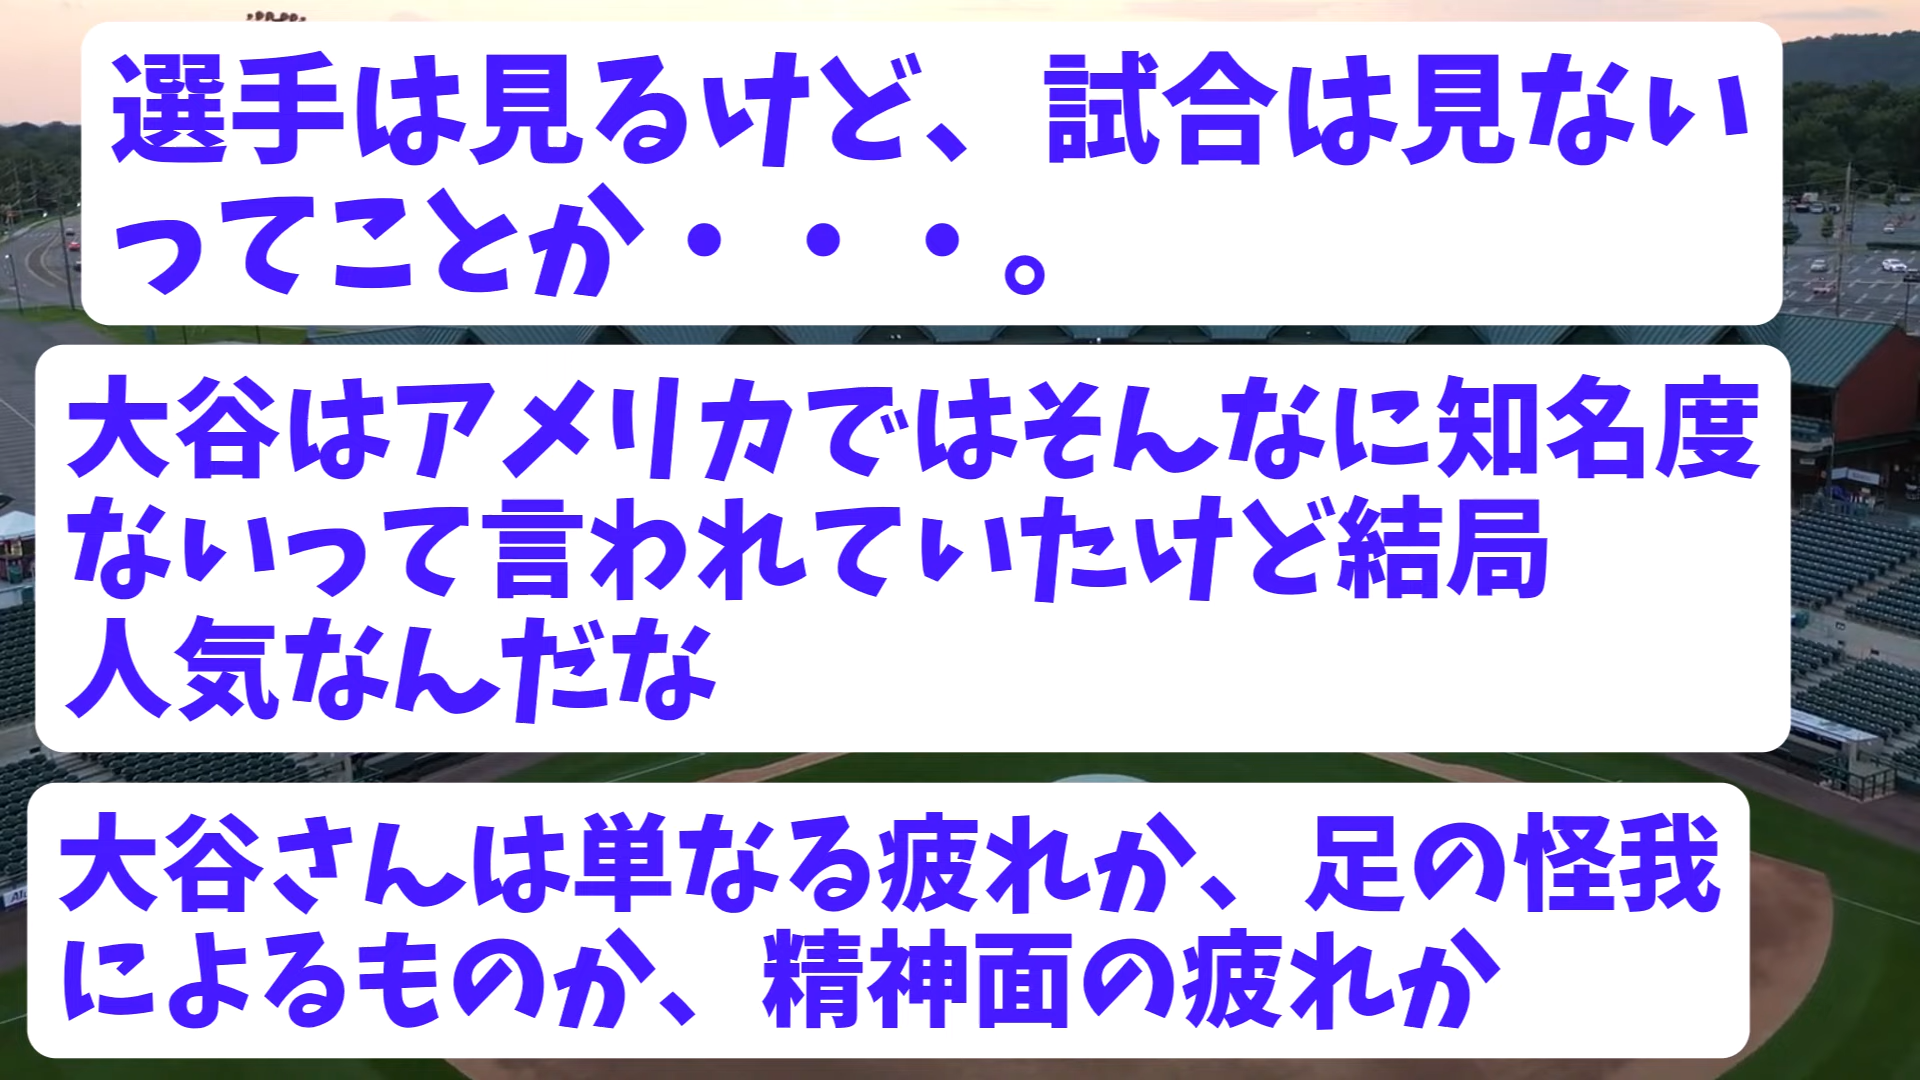 選手は見るけど、試合は見ない
ってことか・・・。
大谷はアメリカではそんなに知名度
ないって言われていたけど結局
人気なんだな
大谷さんは単なる疲れか、足の怪我
によるものか、精神面の疲れか